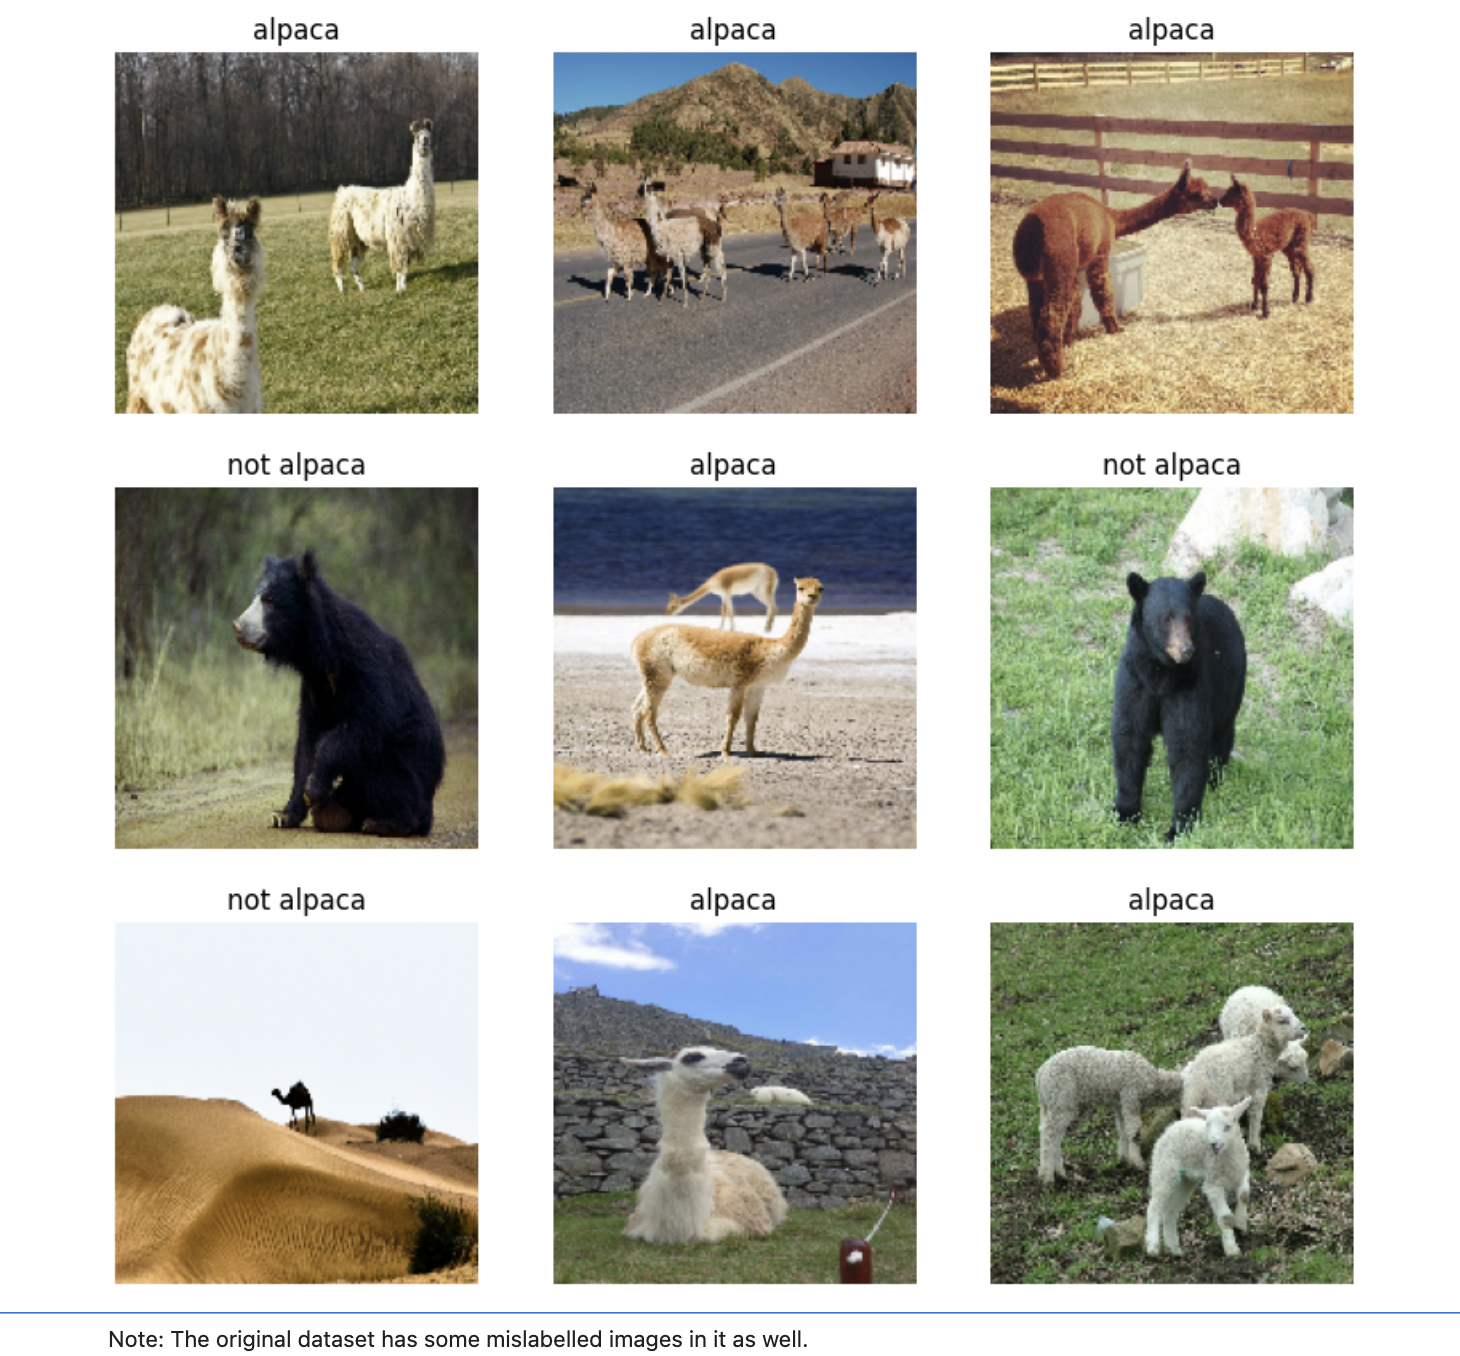 alpaca alpaca alpaca
not alpaca alpaca not alpaca
not alpaca alpaca alpaca
Note: The original dataset has some mislabelled images in it as well.